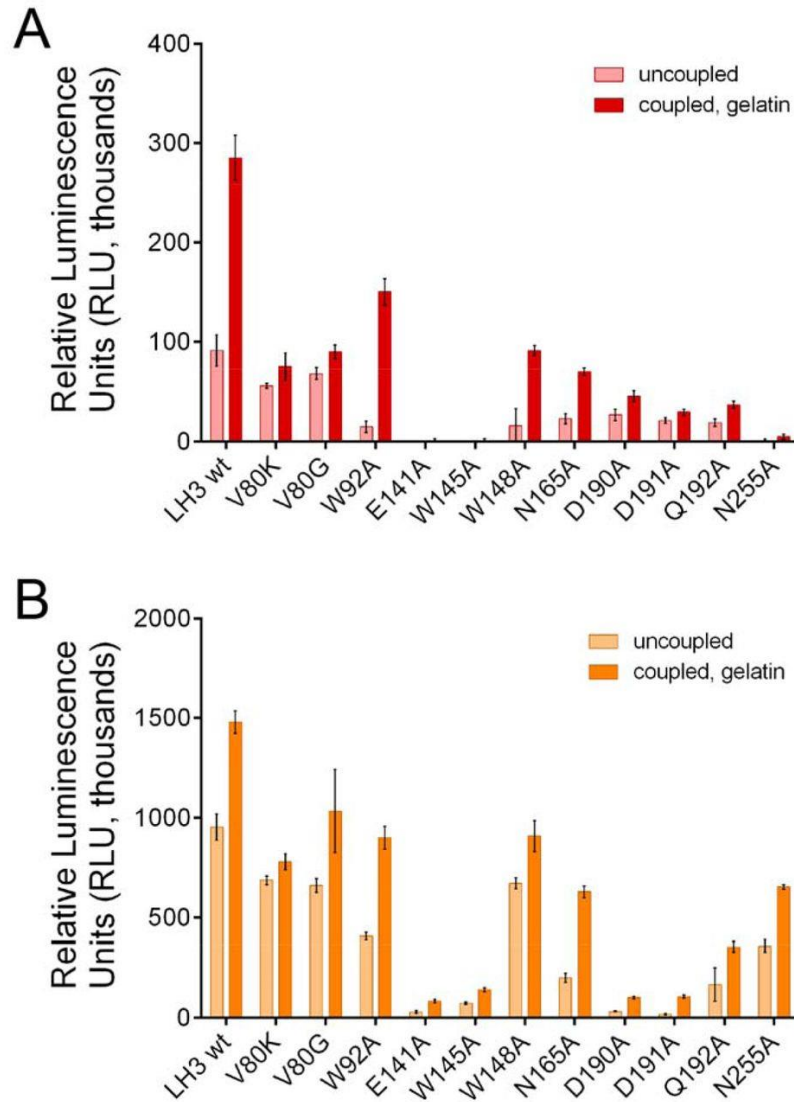 A
Relative Luminescence
Units (RLU, thousands)
400
300
200
100
0
uncoupled
coupled, gelatin
LH3 wt
V80K
V80G
W92A
E141A
W145A
W148A
N165A
D190A
D191A
Q192A
N255A
B
Relative Luminescence
Units (RLU, thousands)
2000
1500
1000
500
0
uncoupled
coupled, gelatin
LH3 wt
V80K
V80G
W92A
E141A
W145A
W148A
N165A
D190A
D191A
Q192A
N255A